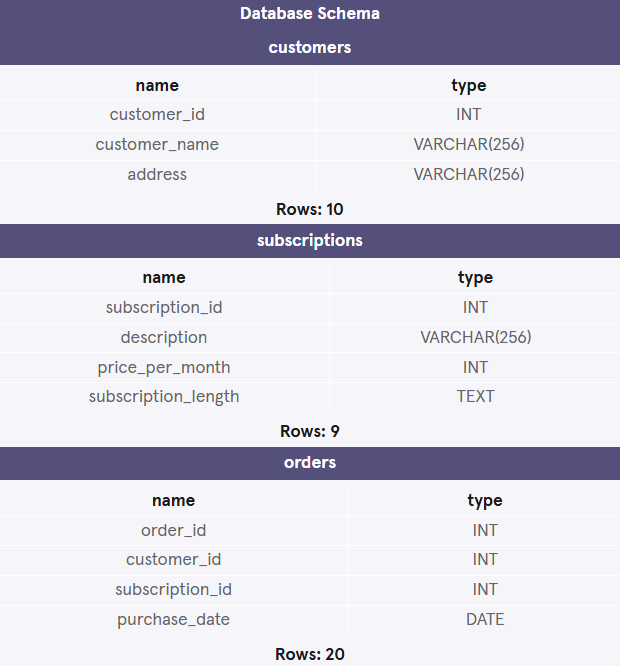 Database Schema
customers
name type
customer_id INT
customer_name VARCHAR(256)
address VARCHAR(256)
Rows: 10
subscriptions
name type
subscription_id INT
description VARCHAR(256)
price_per_month INT
subscription_length TEXT
Rows: 9
orders
name type
order_id INT
customer_id INT
subscription_id INT
purchase_date DATE
Rows: 20